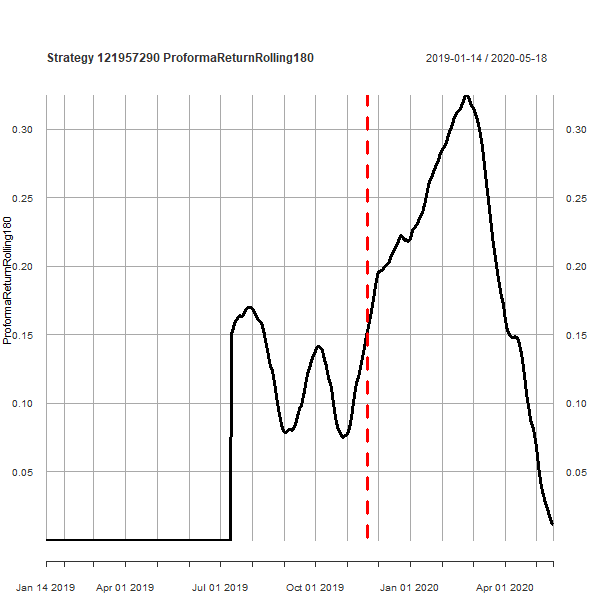 Strategy 121957290 ProformaReturnRolling180
2019-01-14 / 2020-05-18
ProformaReturnRolling180
0.30 0.30
0.25 0.25
0.20 0.20
0.15 0.15
0.10 0.10
0.05 0.05
Jan 14 2019 Apr 01 2019 Jul 01 2019 Oct 01 2019 Jan 01 2020 Apr 01 2020